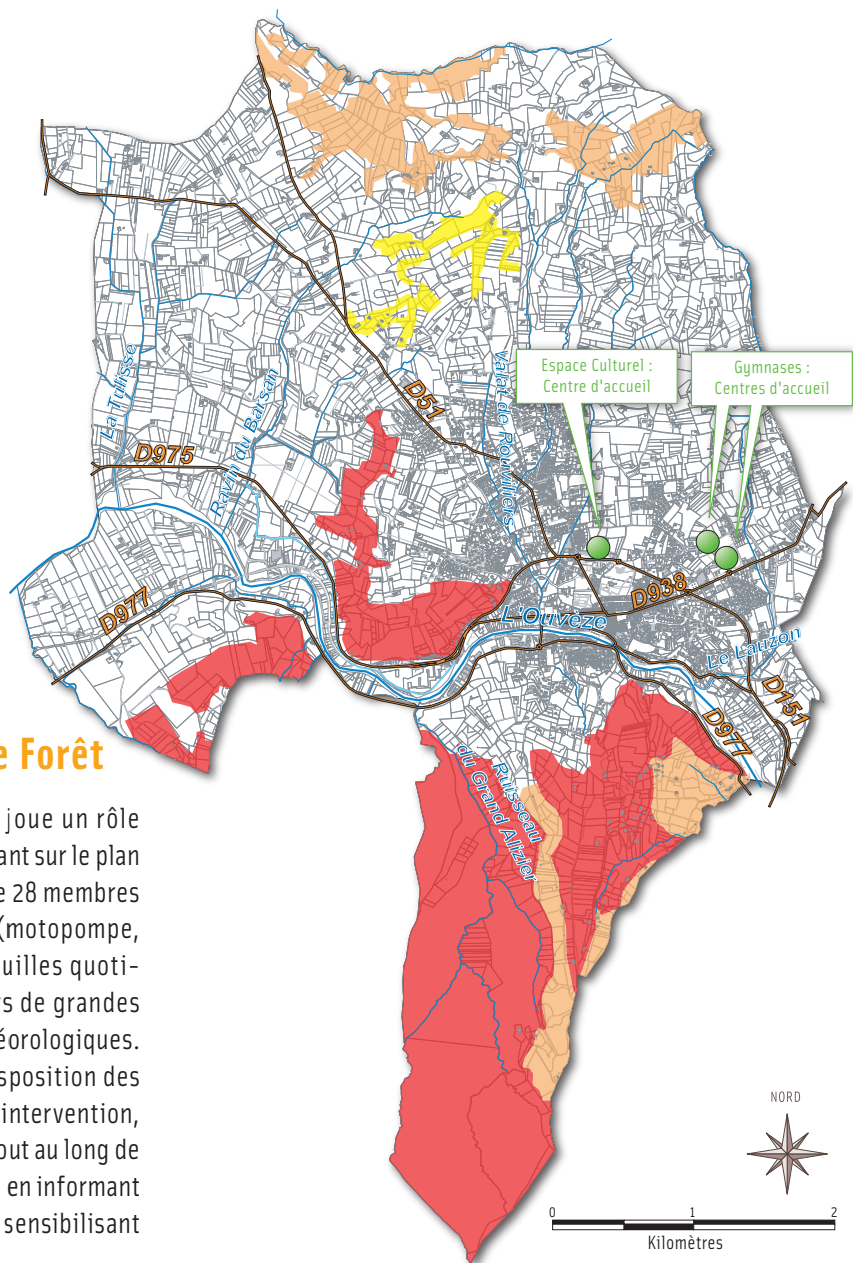 Espace Culturel :
Centre d'accueil
Gymnases :
Centres d'accueil
La Tulisse
Ravin du Barsan
D51
Valat de Rouvilliers
D975
D977
L'Ouvèze
D938
Le Lauzon
D151
D977
Ruisseau
du Grand Alizier
e Forêt
joue un rôle
ant sur le plan
e 28 membres
(motopompe,
uilles quoti-
s de grandes
éorologiques.
sposition des
intervention,
out au long de
en informant
sensibilisant
NORD
0 1 2
Kilomètres